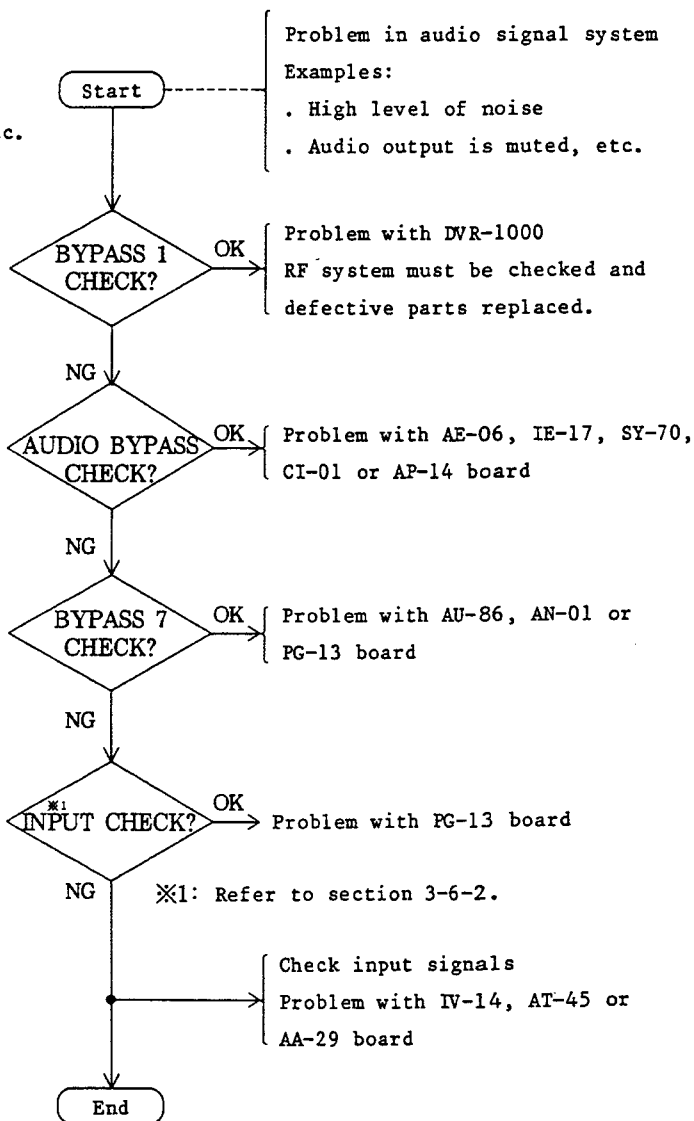 Problem in audio signal system
Start
Examples:
. High level of noise
c.
. Audio output is muted, etc.
BYPASS 1
CHECK?
OK
Problem with DVR-1000
RF system must be checked and
defective parts replaced.
NG
AUDIO BYPASS
CHECK?
OK
Problem with AE-06, IE-17, SY-70,
CI-01 or AP-14 board
NG
BYPASS 7
CHECK?
OK
Problem with AU-86, AN-01 or
PG-13 board
NG
※1
INPUT CHECK?
OK
Problem with PG-13 board
NG
※1: Refer to section 3-6-2.
Check input signals
Problem with IV-14, AT-45 or
AA-29 board
End